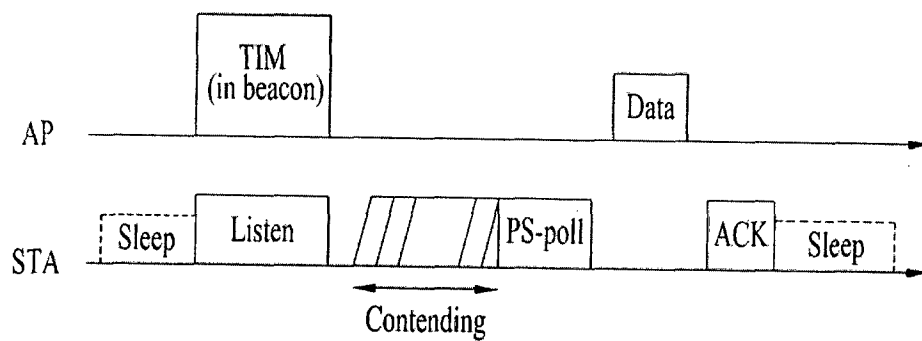 TIM
(in beacon)
Data
AP
Sleep
Listen
PS-poll
ACK
Sleep
STA
Contending